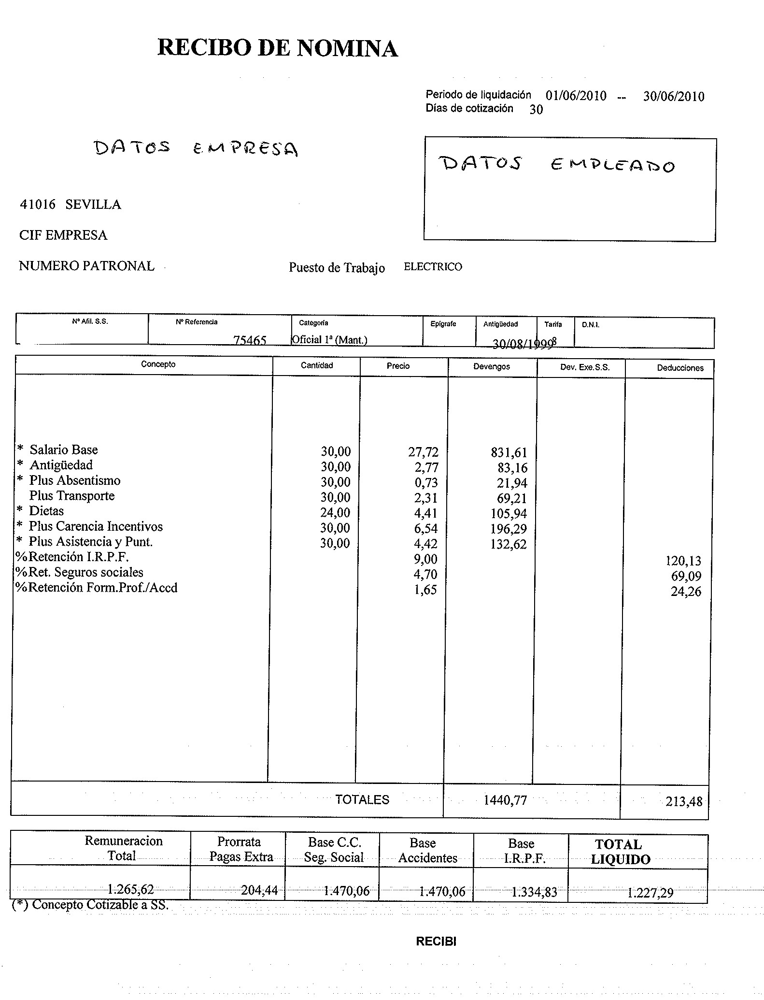 RECIBO DE NOMINA
Periodo de liquidación 01/06/2010 -- 30/06/2010
Días de cotización 30
DATOS EMPRESA
DATOS EMPLEADO
41016 SEVILLA
CIF EMPRESA
NUMERO PATRONAL
Puesto de Trabajo ELECTRICO
Nº Afil. S.S. Nº Referencia Categoría Epígrafe Antigüedad Tarifa D.N.I.
75465 Oficial 1ª (Mant.) 30/08/1999 8
Concepto Cantidad Precio Devengos Dev. Exe.S.S. Deducciones
* Salario Base 30,00 27,72 831,61
* Antigüedad 30,00 2,77 83,16
* Plus Absentismo 30,00 0,73 21,94
Plus Transporte 30,00 2,31 69,21
* Dietas 24,00 4,41 105,94
* Plus Carencia Incentivos 30,00 6,54 196,29
* Plus Asistencia y Punt. 30,00 4,42 132,62
%Retención I.R.P.F. 9,00 120,13
%Ret. Seguros sociales 4,70 69,09
%Retención Form.Prof./Accd 1,65 24,26
TOTALES 1440,77 213,48
Remuneracion Prorrata Base C.C. Base Base TOTAL
Total Pagas Extra Seg. Social Accidentes I.R.P.F. LIQUIDO
1.265,62 204,44 1.470,06 1.470,06 1.334,83 1.227,29
(*) Concepto Cotizable a SS.
RECIBI